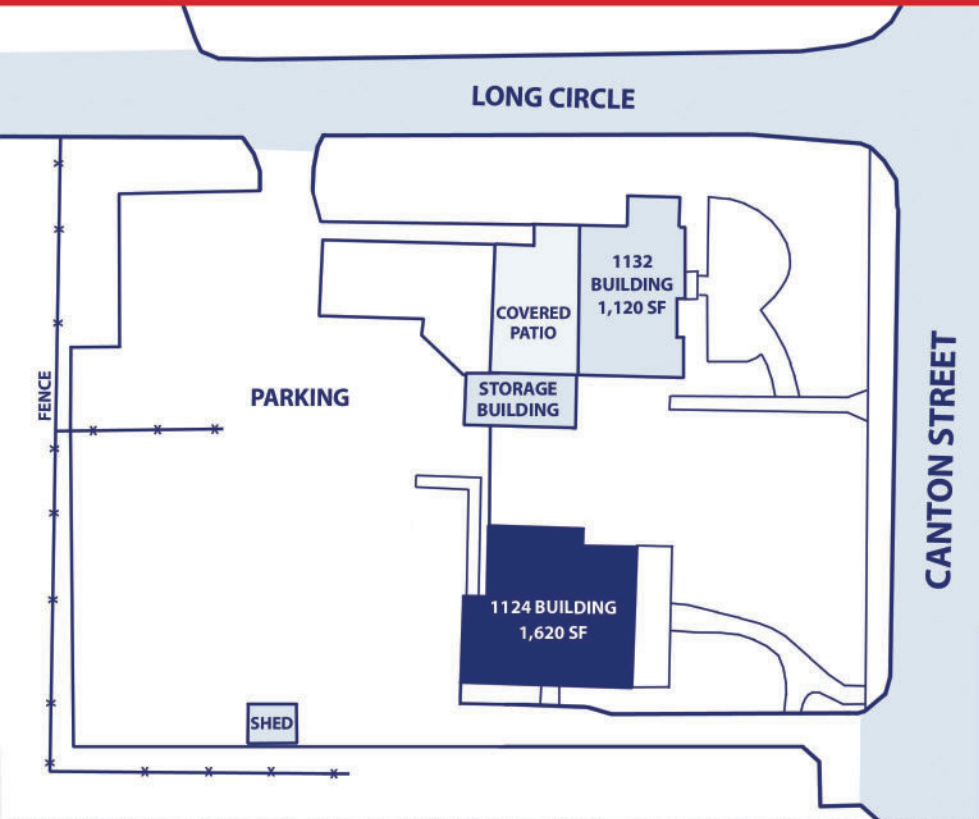 LONG CIRCLE
1132
BUILDING
1,120 SF
COVERED
PATIO
STORAGE
BUILDING
FENCE
PARKING
CANTON STREET
1124 BUILDING
1,620 SF
SHED